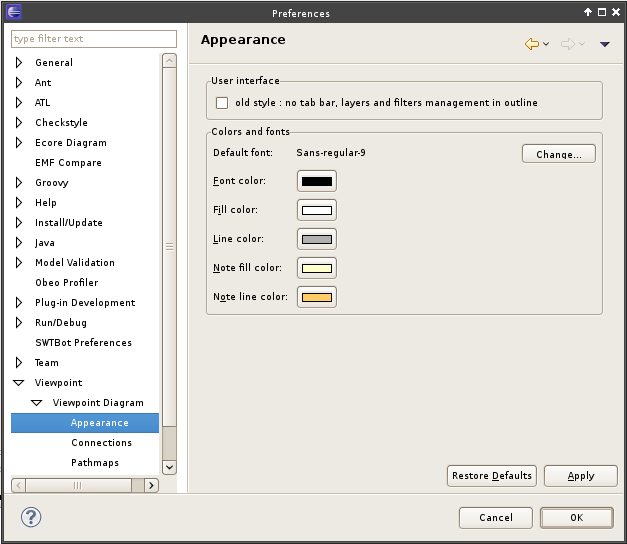 Preferences
type filter text
General
Ant
ATL
Checkstyle
Ecore Diagram
EMF Compare
Groovy
Help
Install/Update
Java
Model Validation
Obeo Profiler
Plug-in Development
Run/Debug
SWTBot Preferences
Team
Viewpoint
Viewpoint Diagram
Appearance
Connections
Pathmaps
Appearance
User interface
old style : no tab bar, layers and filters management in outline
Colors and fonts
Default font: Sans-regular-9 Change...
Font color:
Fill color:
Line color:
Note fill color:
Note line color:
Restore Defaults Apply
Cancel OK